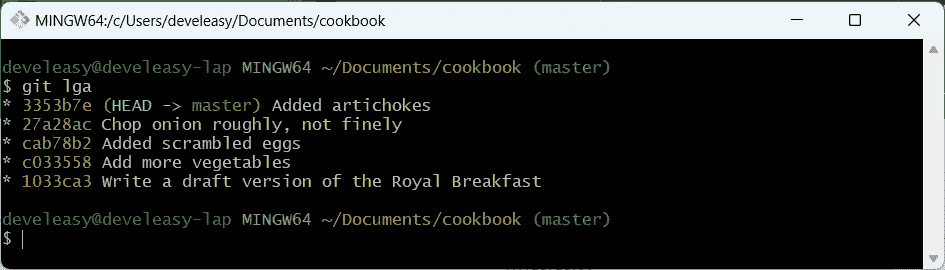 MINGW64:/c/Users/develeasy/Documents/cookbook
develeasy@develeasy-lap MINGW64 ~/Documents/cookbook (master)
$ git lga
* 3353b7e (HEAD -> master) Added artichokes
* 27a28ac Chop onion roughly, not finely
* cab78b2 Added scrambled eggs
* c033558 Add more vegetables
* 1033ca3 Write a draft version of the Royal Breakfast
develeasy@develeasy-lap MINGW64 ~/Documents/cookbook (master)
$